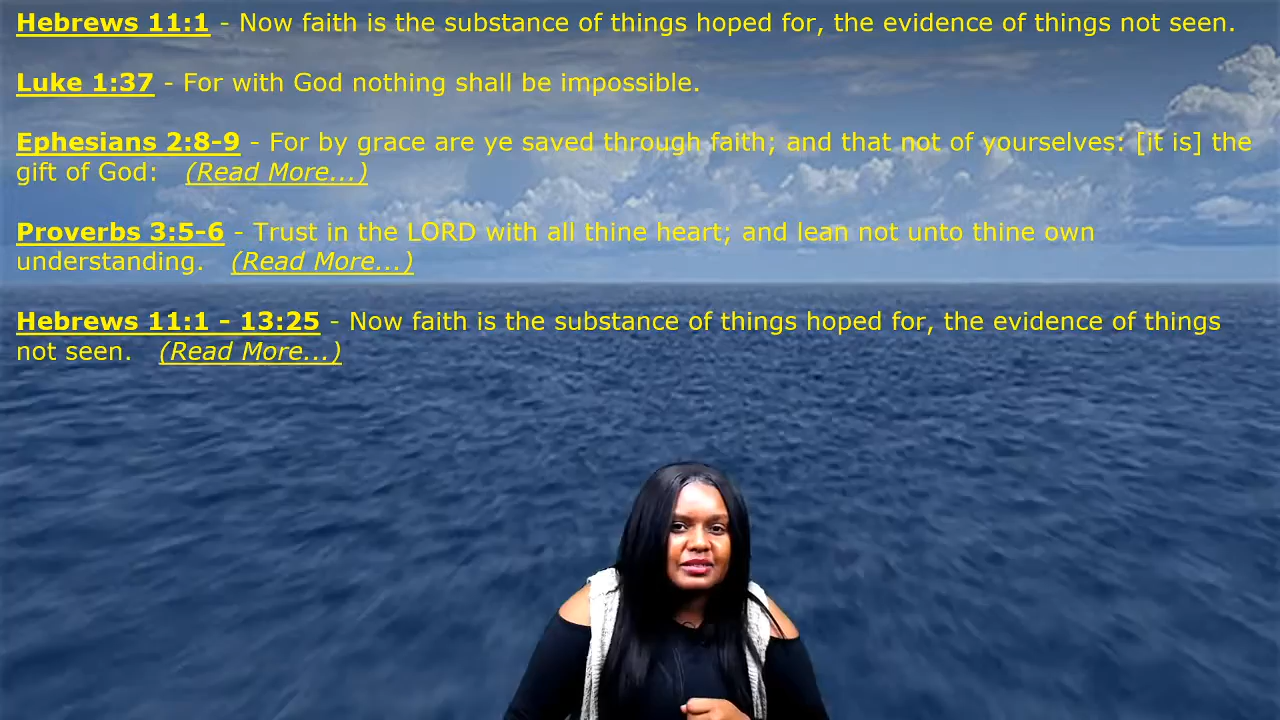 Hebrews 11:1 - Now faith is the substance of things hoped for, the evidence of things not seen.
Luke 1:37 - For with God nothing shall be impossible.
Ephesians 2:8-9 - For by grace are ye saved through faith; and that not of yourselves: [it is] the
gift of God: (Read More...)
Proverbs 3:5-6 - Trust in the LORD with all thine heart; and lean not unto thine own
understanding. (Read More...)
Hebrews 11:1 - 13:25 - Now faith is the substance of things hoped for, the evidence of things
not seen. (Read More...)